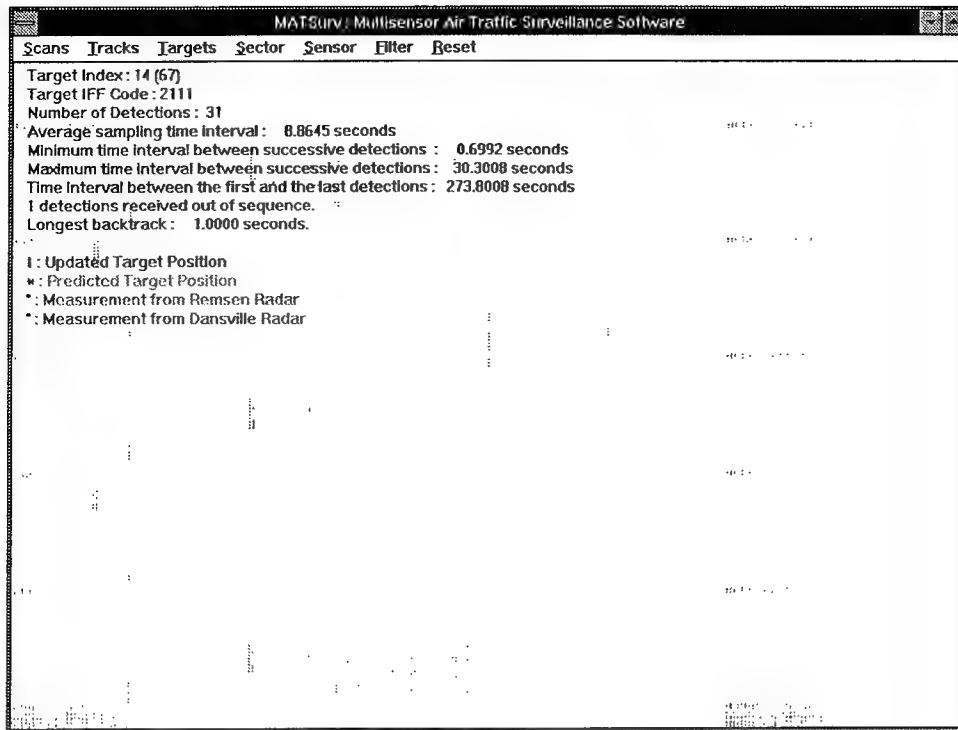 MATSurv: Multisensor Air Traffic Surveillance Software
Scans Tracks Targets Sector Sensor Filter Reset
Target Index : 14 (67)
Target IFF Code : 2111
Number of Detections : 31
Average sampling time interval : 8.8645 seconds
Minimum time interval between successive detections : 0.6992 seconds
Maximum time interval between successive detections : 30.3008 seconds
Time interval between the first and the last detections : 273.8008 seconds
1 detections received out of sequence.
Longest backtrack : 1.0000 seconds.
: Updated Target Position
* : Predicted Target Position
* : Measurement from Remsen Radar
* : Measurement from Dansville Radar